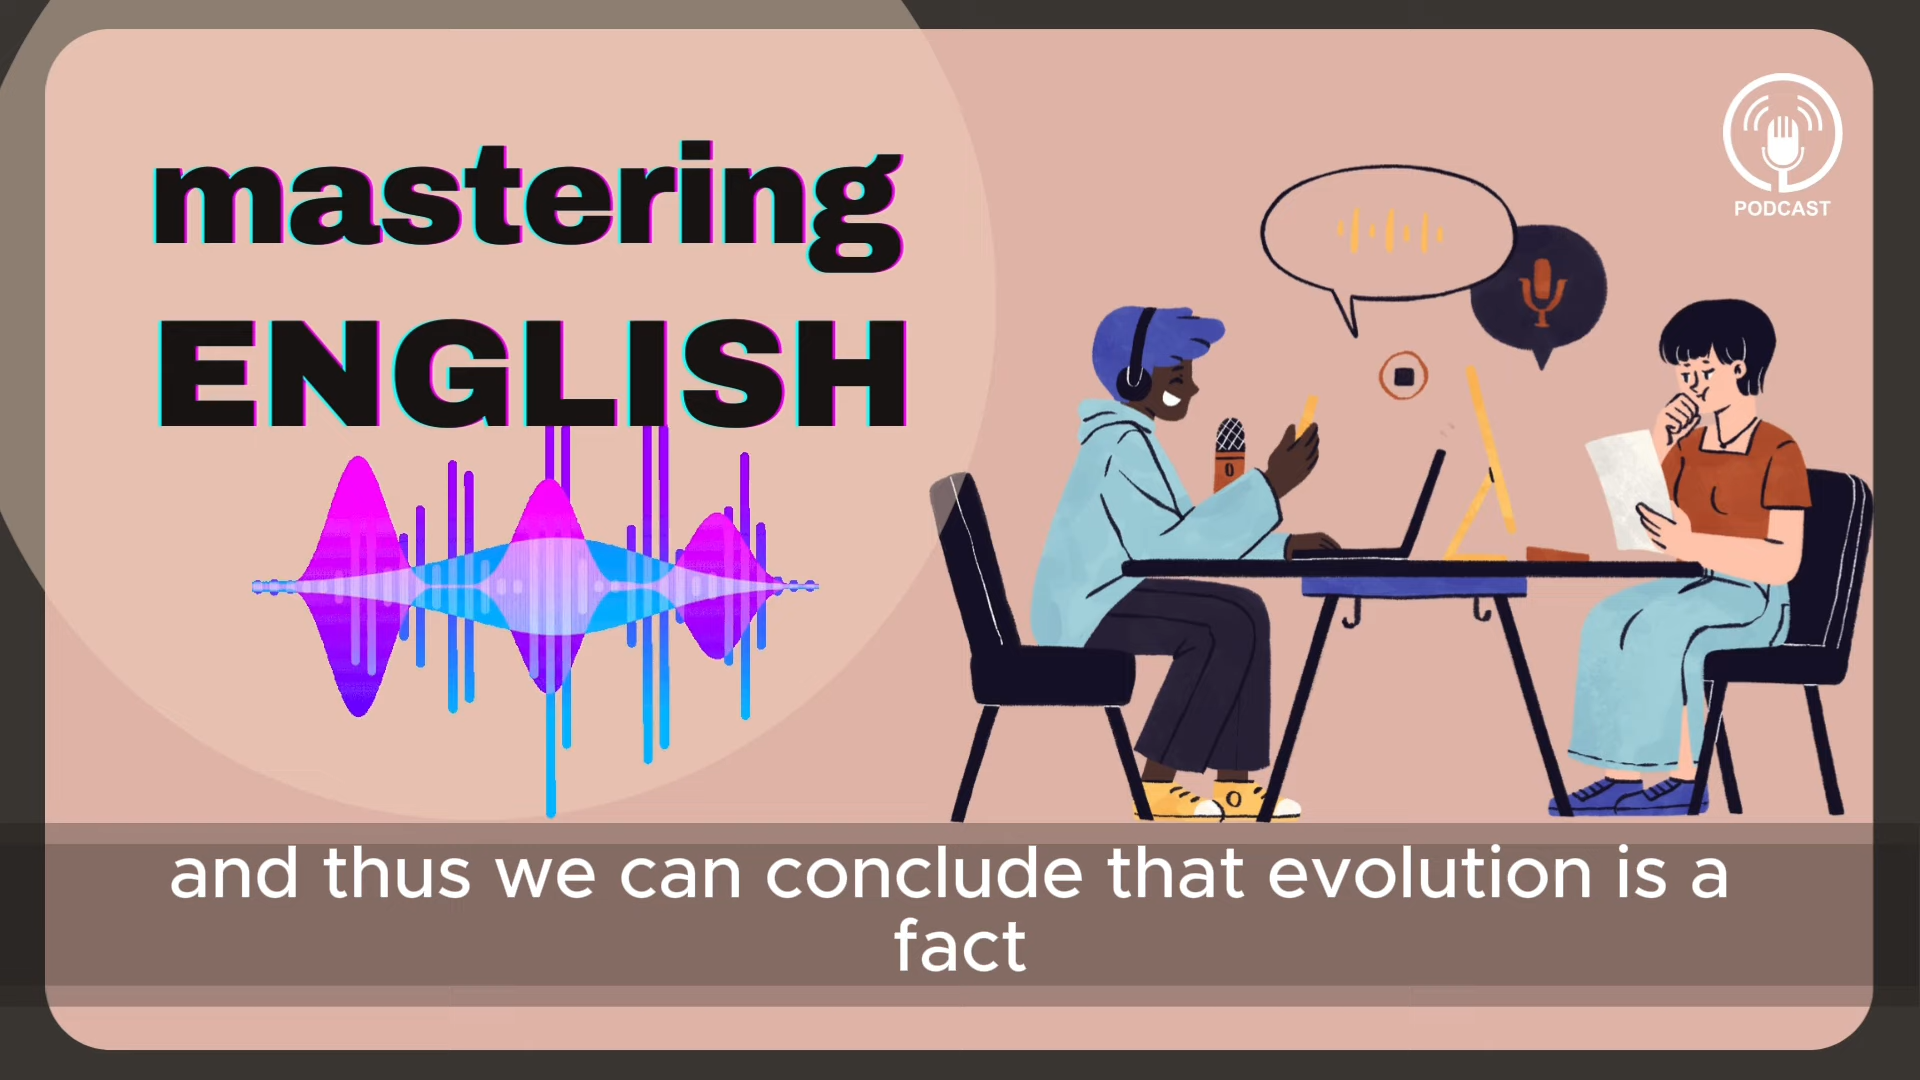 mastering
ENGLISH
PODCAST
and thus we can conclude that evolution is a
fact